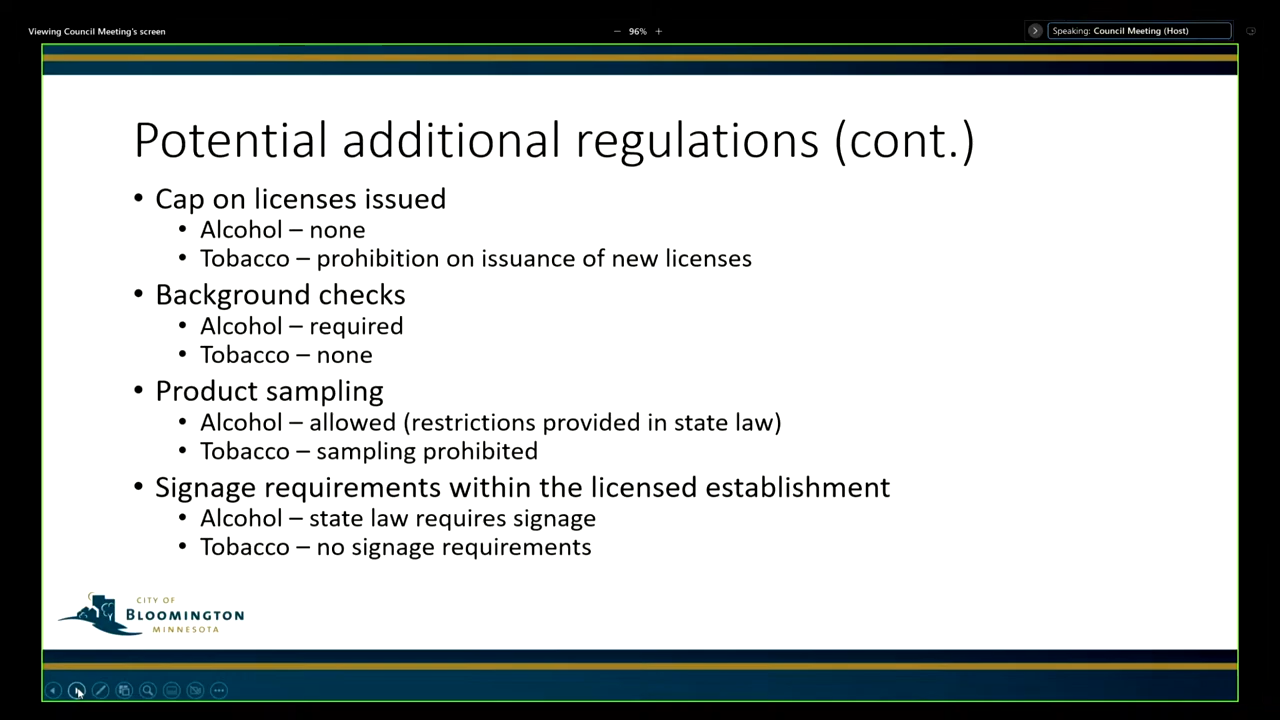 Viewing Council Meeting's screen
− 96% +
Speaking: Council Meeting (Host)
Potential additional regulations (cont.)
• Cap on licenses issued
• Alcohol – none
• Tobacco – prohibition on issuance of new licenses
• Background checks
• Alcohol – required
• Tobacco – none
• Product sampling
• Alcohol – allowed (restrictions provided in state law)
• Tobacco – sampling prohibited
• Signage requirements within the licensed establishment
• Alcohol – state law requires signage
• Tobacco – no signage requirements
CITY OF
BLOOMINGTON
MINNESOTA